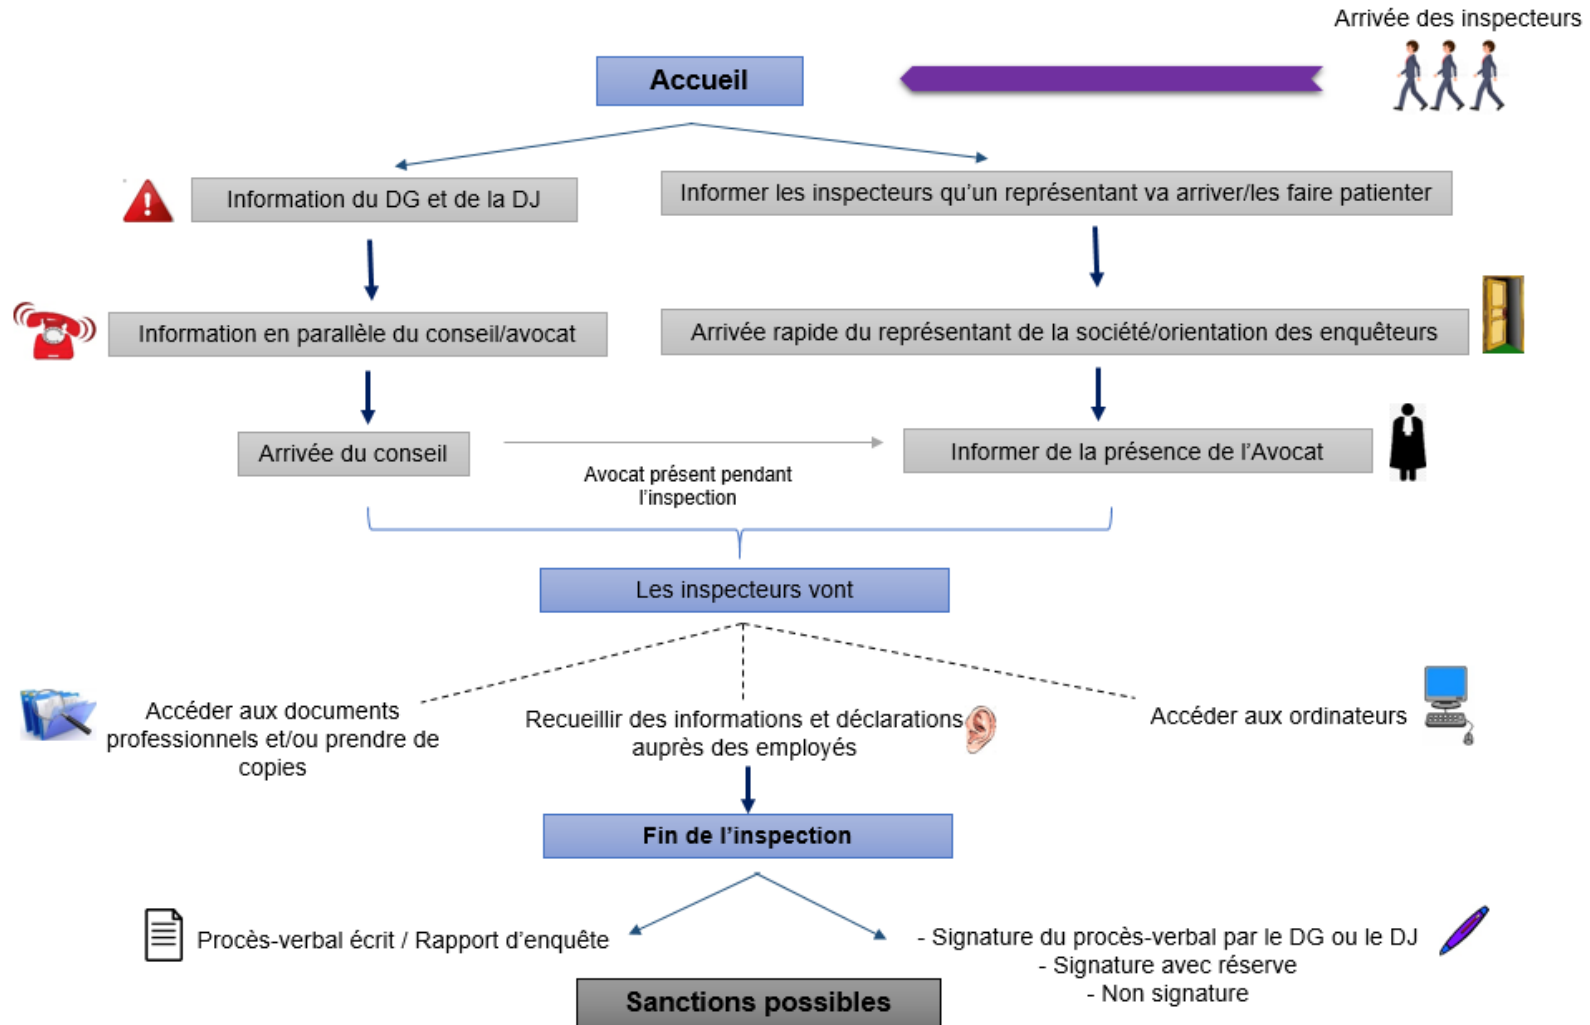 Arrivée des inspecteurs
Accueil
Information du DG et de la DJ
Informer les inspecteurs qu’un représentant va arriver/les faire patienter
Information en parallèle du conseil/avocat
Arrivée rapide du représentant de la société/orientation des enquêteurs
Arrivée du conseil
Avocat présent pendant
l’inspection
Informer de la présence de l’Avocat
Les inspecteurs vont
Accéder aux documents
professionnels et/ou prendre de
copies
Recueillir des informations et déclarations
auprès des employés
Accéder aux ordinateurs
Fin de l’inspection
Procès-verbal écrit / Rapport d’enquête
- Signature du procès-verbal par le DG ou le DJ
- Signature avec réserve
- Non signature
Sanctions possibles